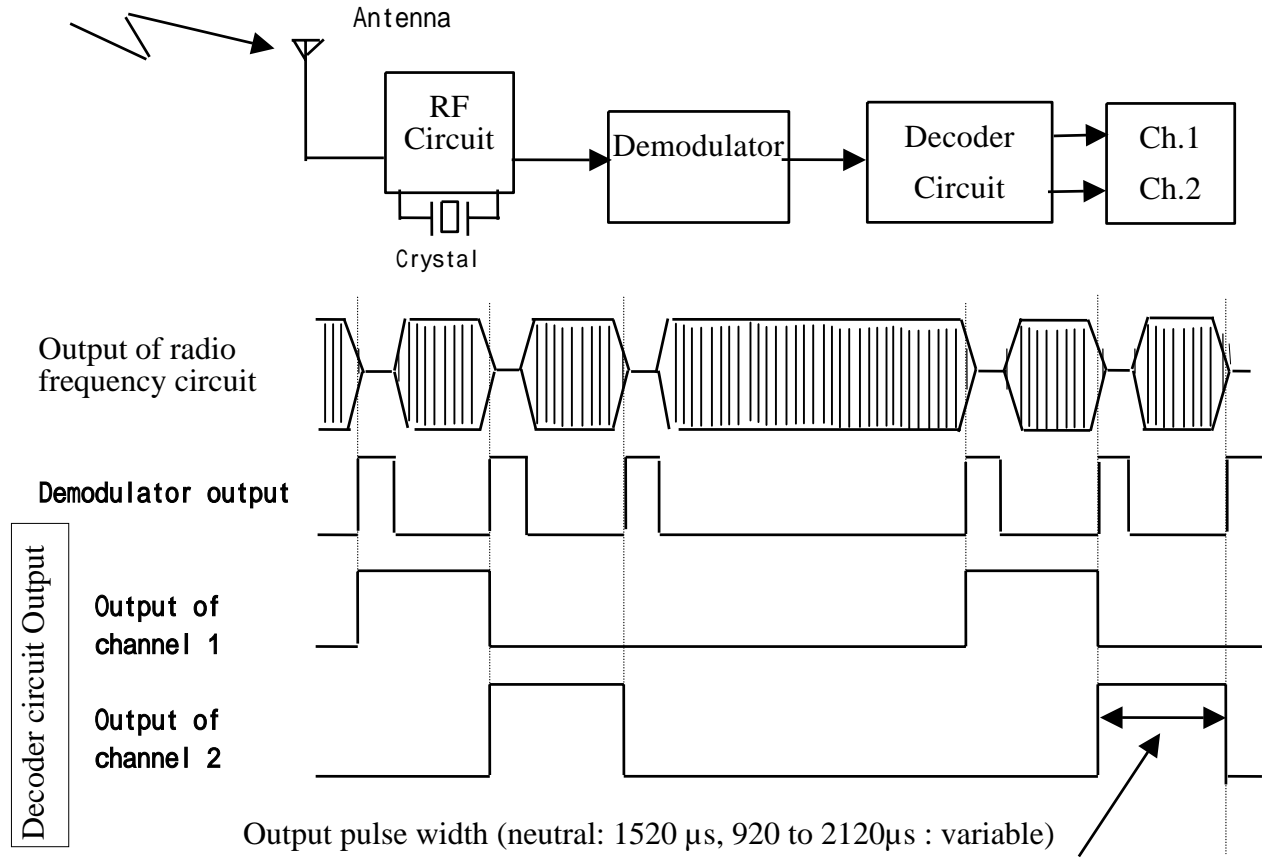 Antenna
RF
Circuit
Demodulator
Decoder
Circuit
Ch.1
Ch.2
Crystal
Output of radio
frequency circuit
Demodulator output
Decoder circuit Output
Output of
channel 1
Output of
channel 2
Output pulse width (neutral: 1520 µs, 920 to 2120µs : variable)